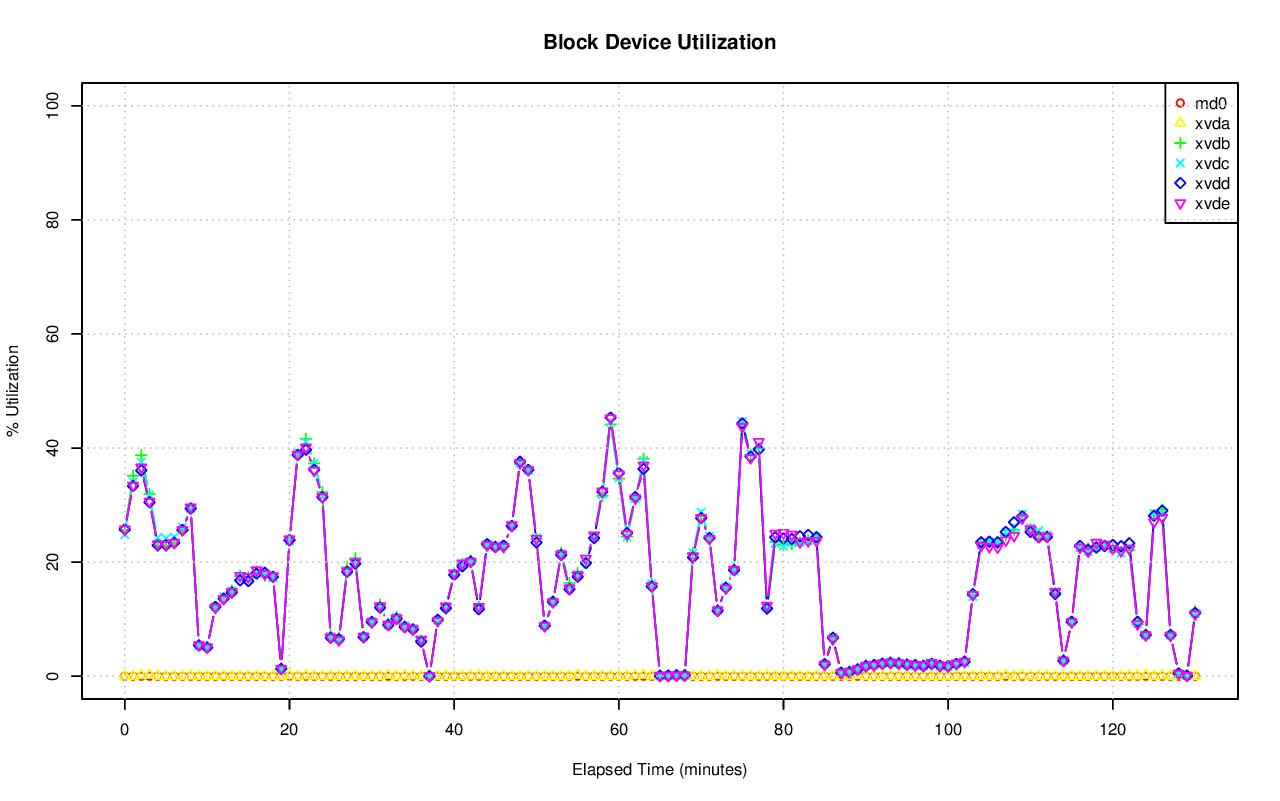 Block Device Utilization
% Utilization
100
80
60
40
20
0
md0
xvda
xvdb
xvdc
xvdd
xvde
0 20 40 60 80 100 120
Elapsed Time (minutes)